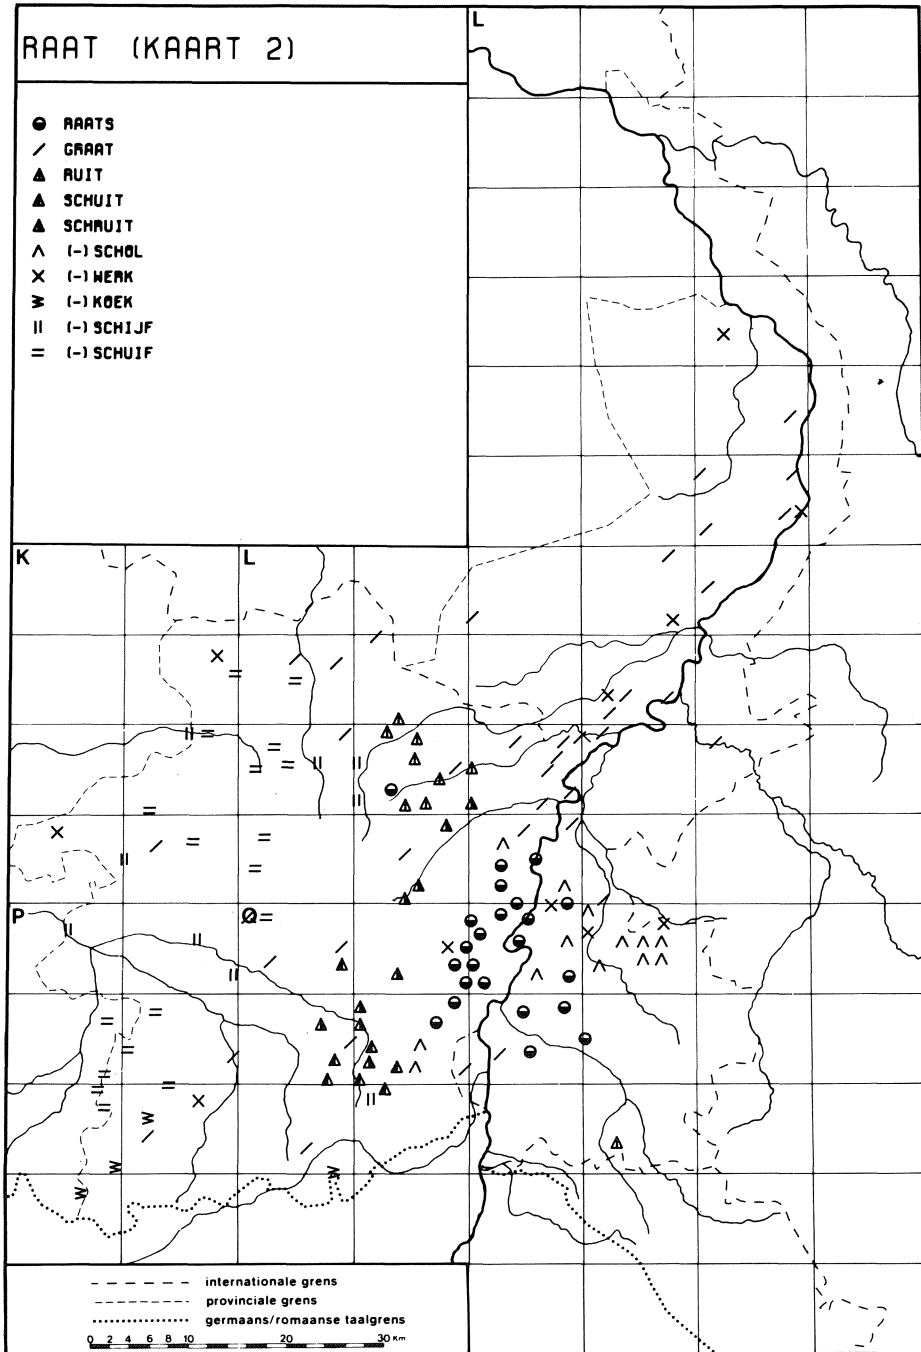 RAAT (KAART 2)
L
RAATS
GRAAT
RUIT
SCHUIT
SCHRUIT
(-) SCHOL
(-) WERK
(-) KOEK
(-) SCHIJF
(-) SCHUIF
K
L
P
Q
internationale grens
provinciale grens
germaans/romaanse taalgrens
0 2 4 6 8 10 20 30 Km